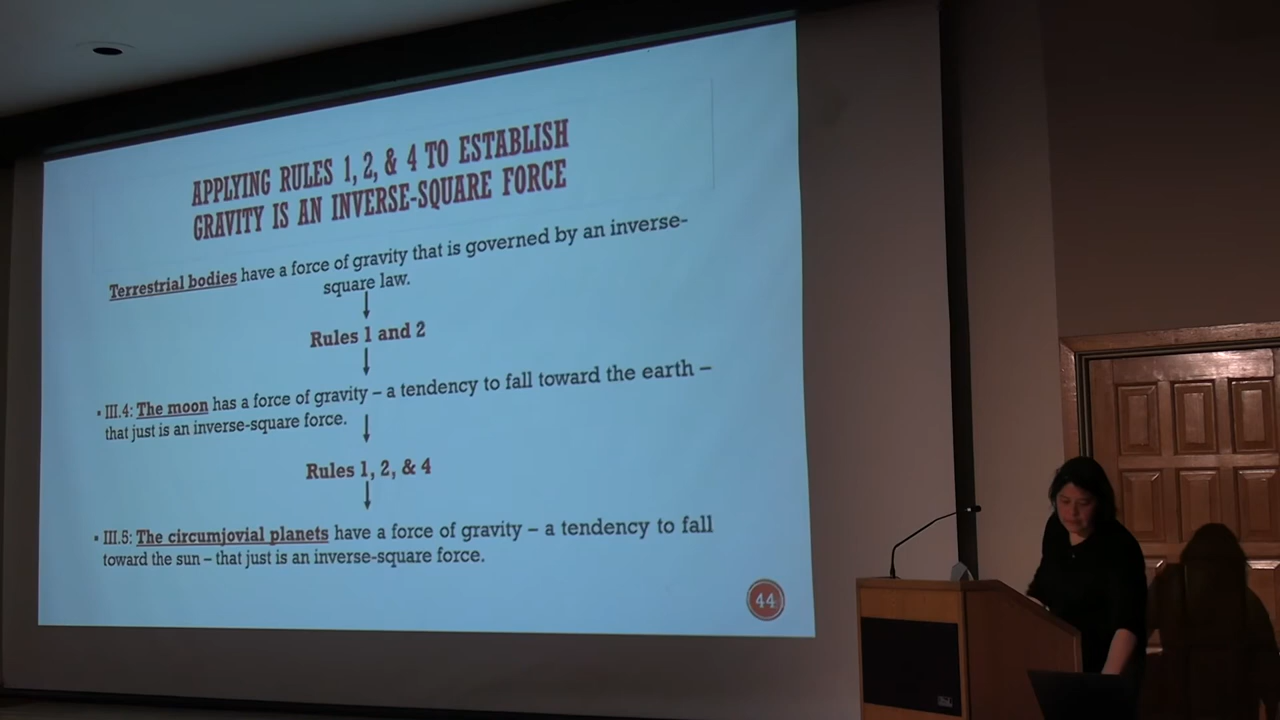 APPLYING RULES 1, 2, & 4 TO ESTABLISH
GRAVITY IS AN INVERSE-SQUARE FORCE
Terrestrial bodies have a force of gravity that is governed by an inverse-
square law.
Rules 1 and 2
▪ III.4: The moon has a force of gravity – a tendency to fall toward the earth –
that just is an inverse-square force.
Rules 1, 2, & 4
▪ III.5: The circumjovial planets have a force of gravity – a tendency to fall
toward the sun – that just is an inverse-square force.
44